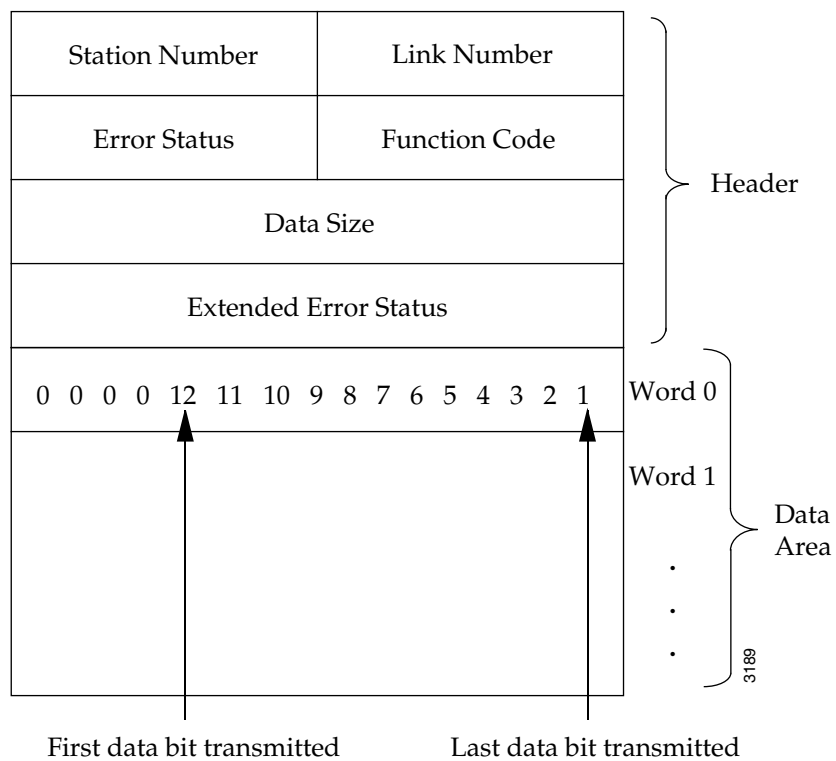 Station Number Link Number
Error Status Function Code
Header
Data Size
Extended Error Status
0 0 0 0 12 11 10 9 8 7 6 5 4 3 2 1 Word 0
Word 1
Data
Area
.
.
.
3189
First data bit transmitted Last data bit transmitted